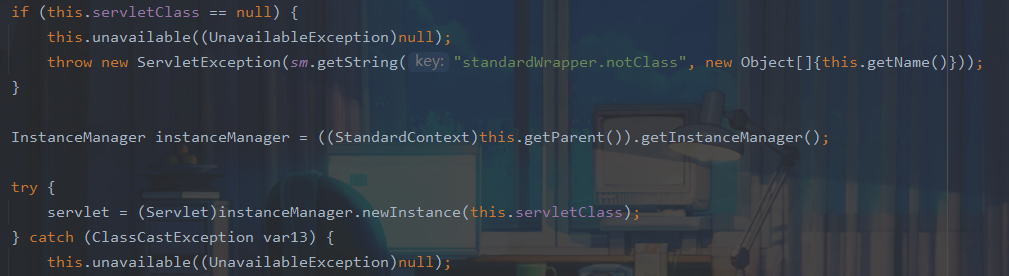 if (this.servletClass == null) {
    this.unavailable((UnavailableException)null);
    throw new ServletException(sm.getString( key: "standardWrapper.notClass", new Object[]{this.getName()}));
}
InstanceManager instanceManager = ((StandardContext)this.getParent()).getInstanceManager();
try {
    servlet = (Servlet)instanceManager.newInstance(this.servletClass);
} catch (ClassCastException var13) {
    this.unavailable((UnavailableException)null);